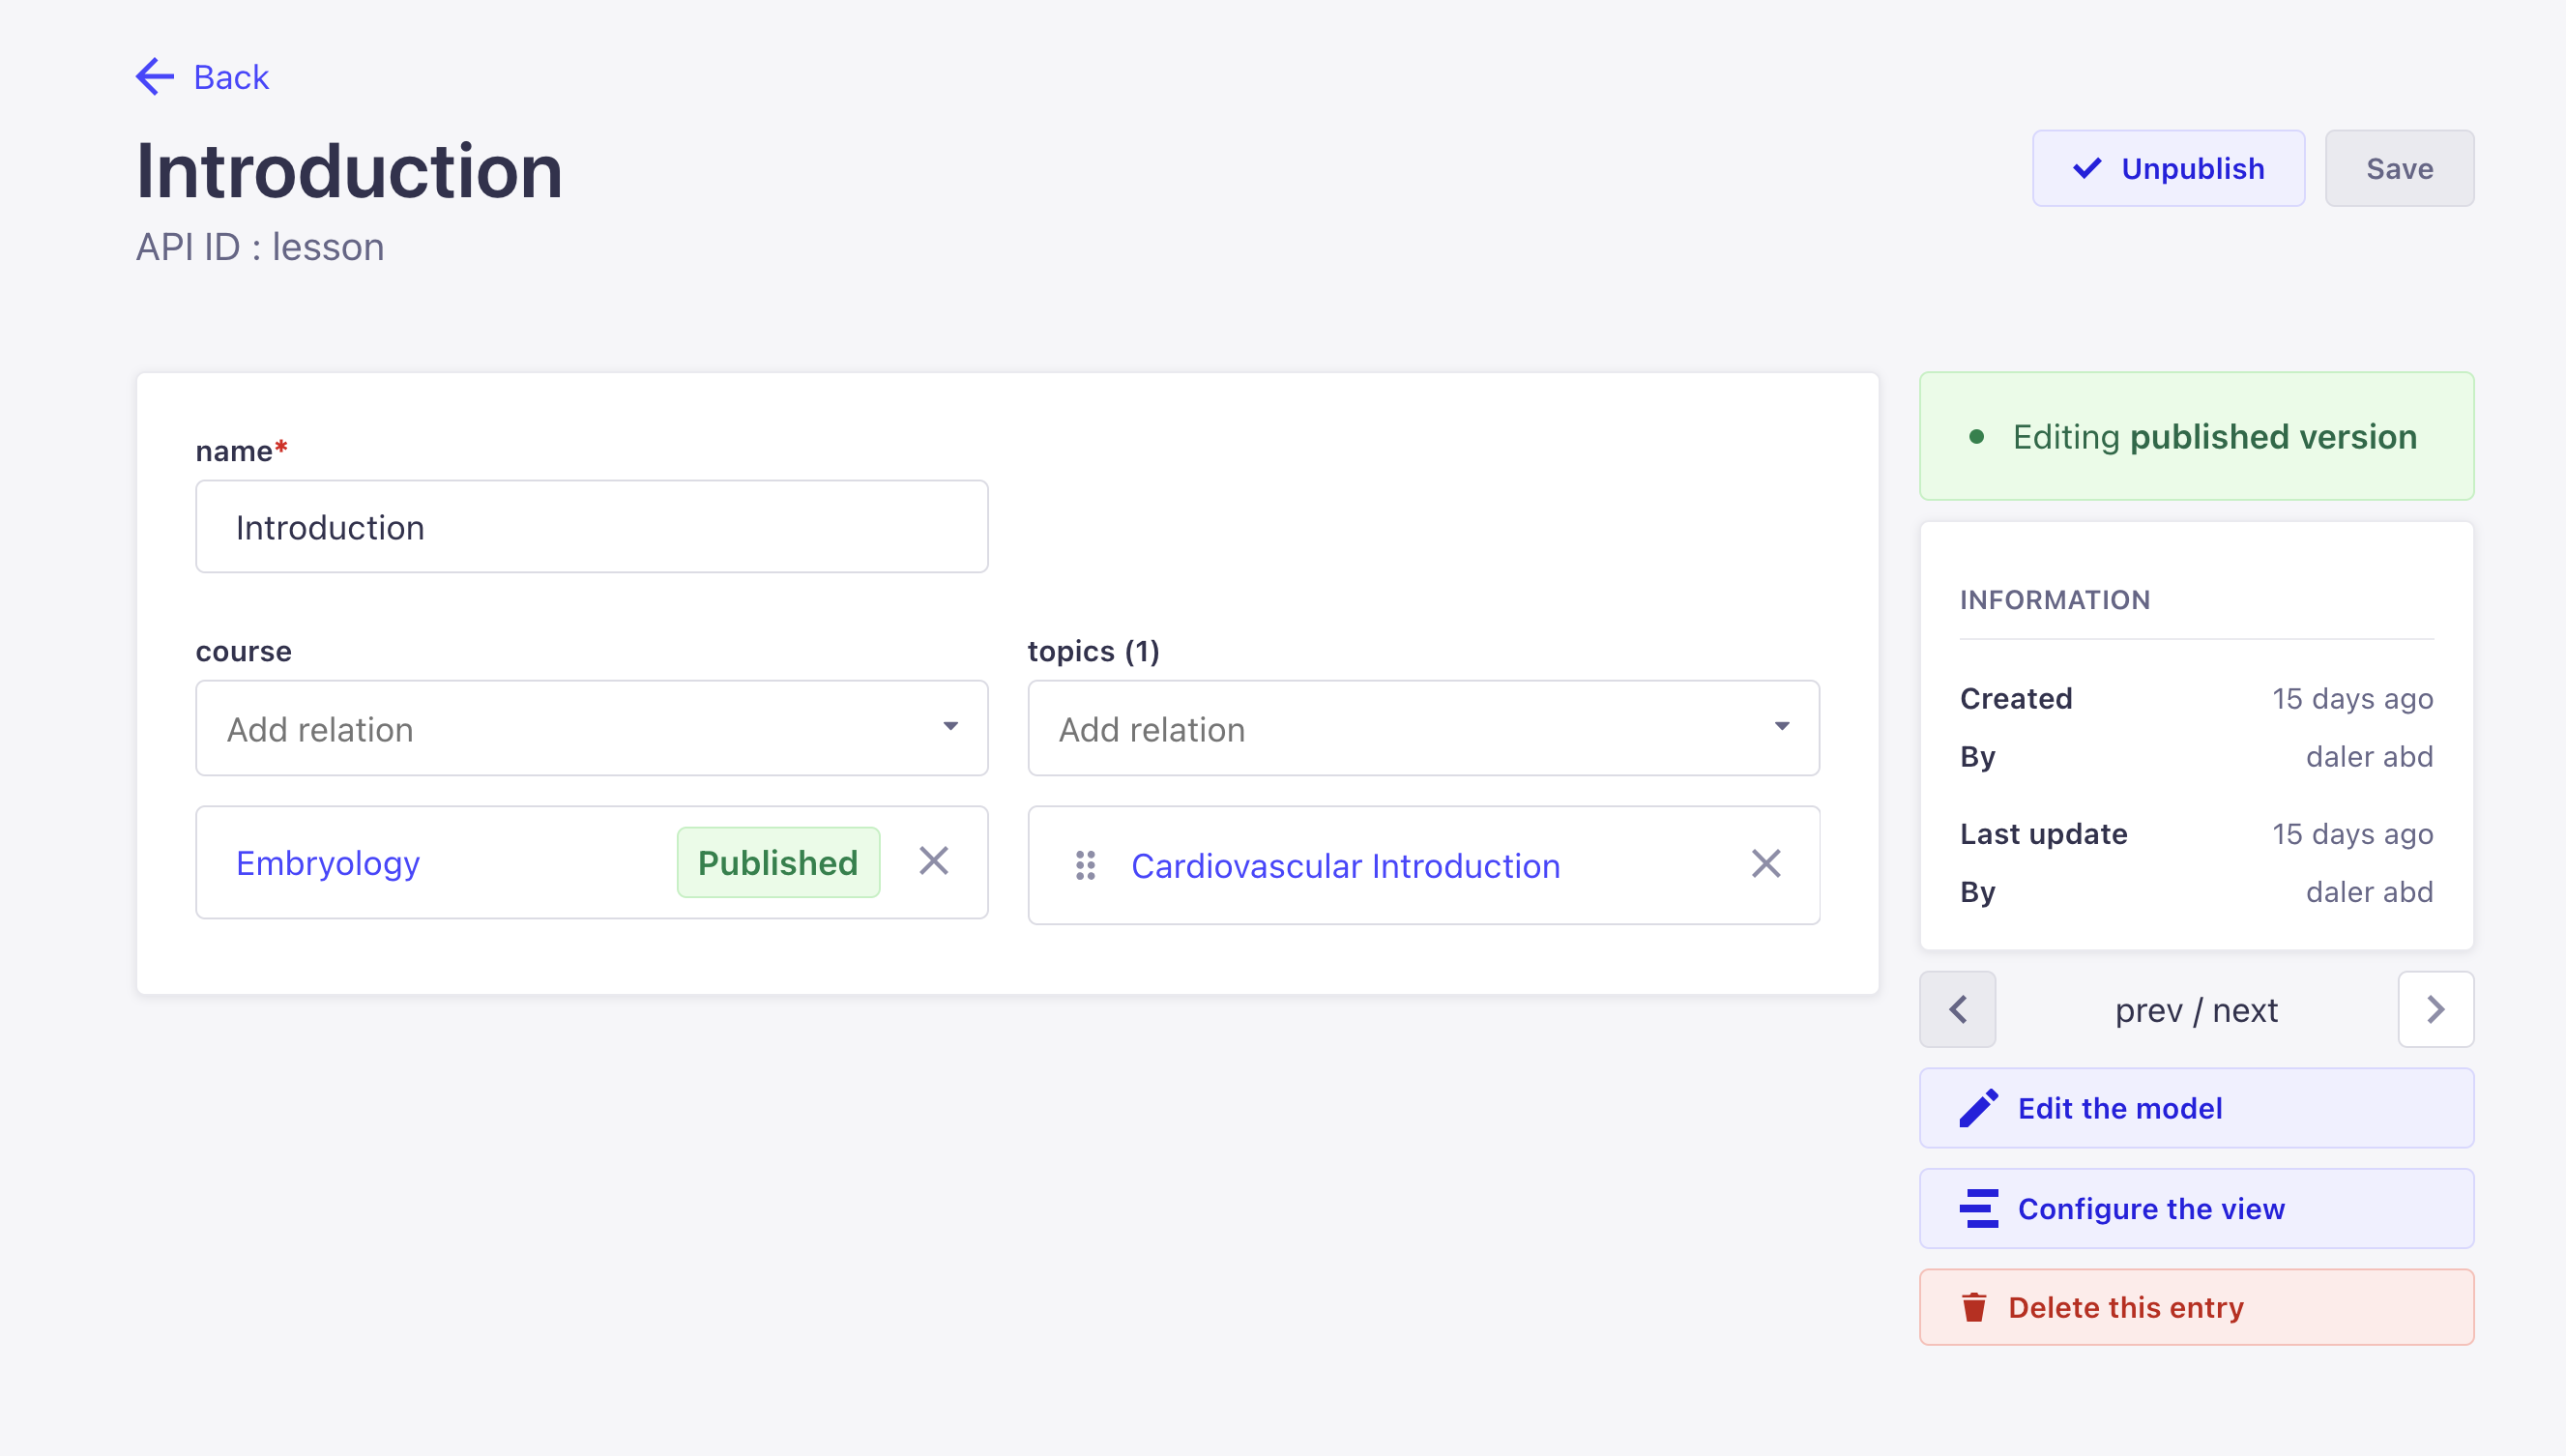 Back
Introduction
API ID : lesson
Unpublish
Save
name*
Introduction
course
Add relation
Embryology
Published
topics (1)
Add relation
Cardiovascular Introduction
Editing published version
INFORMATION
Created 15 days ago
By daler abd
Last update 15 days ago
By daler abd
prev / next
Edit the model
Configure the view
Delete this entry